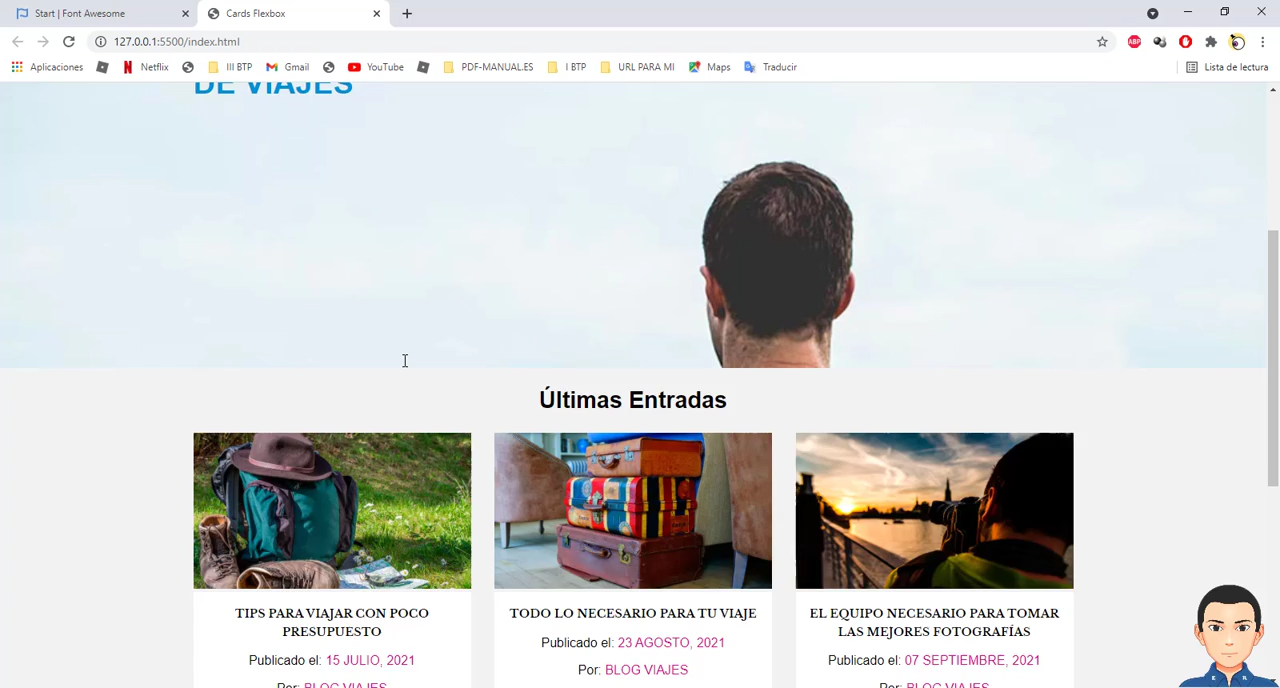 Start | Font Awesome
Cards Flexbox
127.0.0.1:5500/index.html
ABP
Aplicaciones
Netflix
III BTP
Gmail
YouTube
PDF-MANUAL.ES
I BTP
URL PARA MI
Maps
Traducir
Lista de lectura
DE VIAJES
Últimas Entradas
TIPS PARA VIAJAR CON POCO
PRESUPUESTO
Publicado el: 15 JULIO, 2021
Por: BLOG VIAJES
TODO LO NECESARIO PARA TU VIAJE
Publicado el: 23 AGOSTO, 2021
Por: BLOG VIAJES
EL EQUIPO NECESARIO PARA TOMAR
LAS MEJORES FOTOGRAFÍAS
Publicado el: 07 SEPTIEMBRE, 2021
Por: BLOG VIAJES
E R